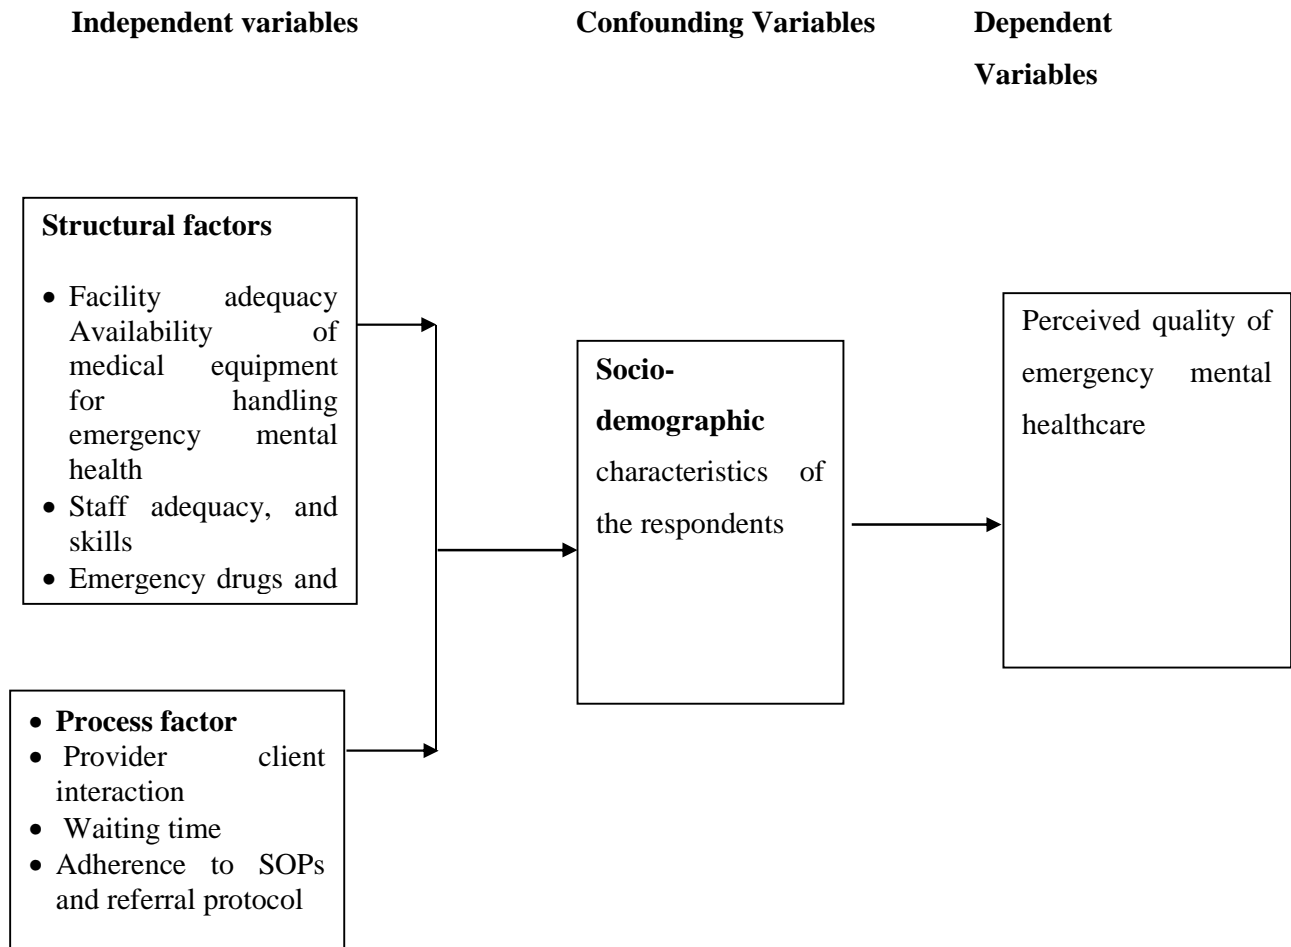 Independent variables
Confounding Variables
Dependent
Variables
Structural factors
• Facility adequacy
Availability of
medical equipment
for handling
emergency mental
health
• Staff adequacy, and
skills
• Emergency drugs and
• Process factor
• Provider client
interaction
• Waiting time
• Adherence to SOPs
and referral protocol
Socio-
demographic
characteristics of
the respondents
Perceived quality of
emergency mental
healthcare